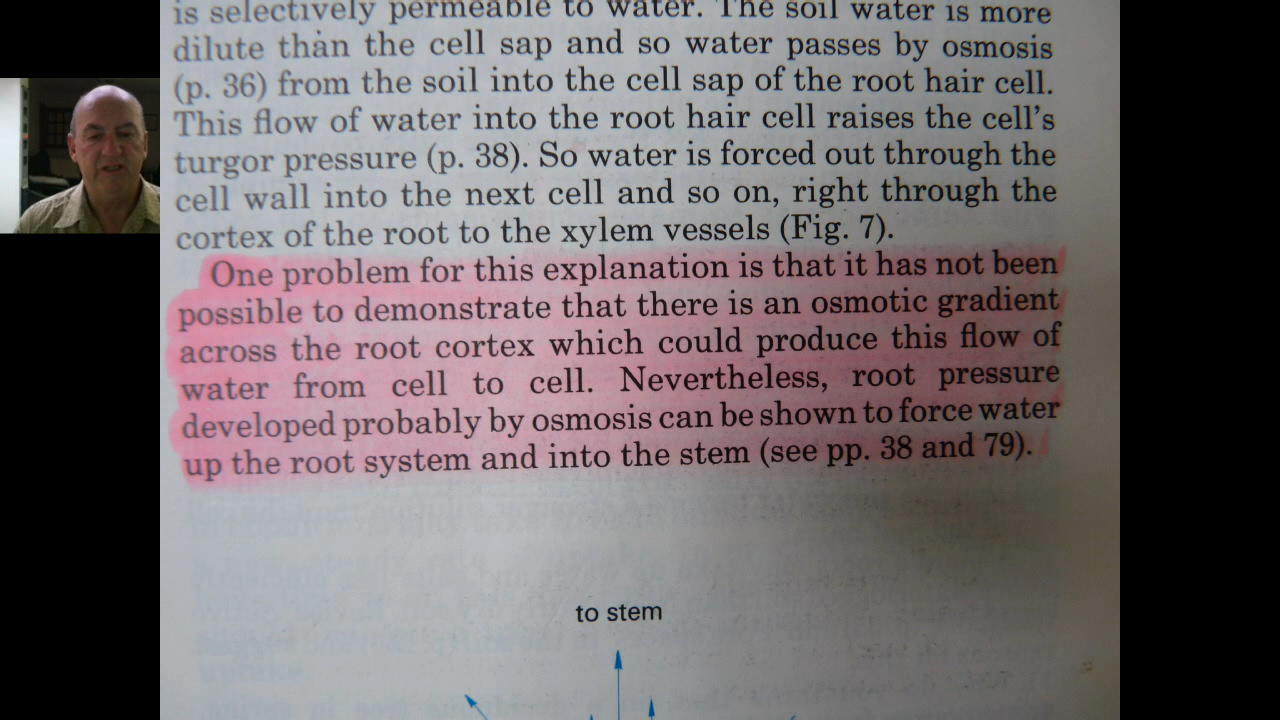 is selectively permeable to water. The soil water is more
dilute than the cell sap and so water passes by osmosis
(p. 36) from the soil into the cell sap of the root hair cell.
This flow of water into the root hair cell raises the cell's
turgor pressure (p. 38). So water is forced out through the
cell wall into the next cell and so on, right through the
cortex of the root to the xylem vessels (Fig. 7).
One problem for this explanation is that it has not been
possible to demonstrate that there is an osmotic gradient
across the root cortex which could produce this flow of
water from cell to cell. Nevertheless, root pressure
developed probably by osmosis can be shown to force water
up the root system and into the stem (see pp. 38 and 79).
to stem